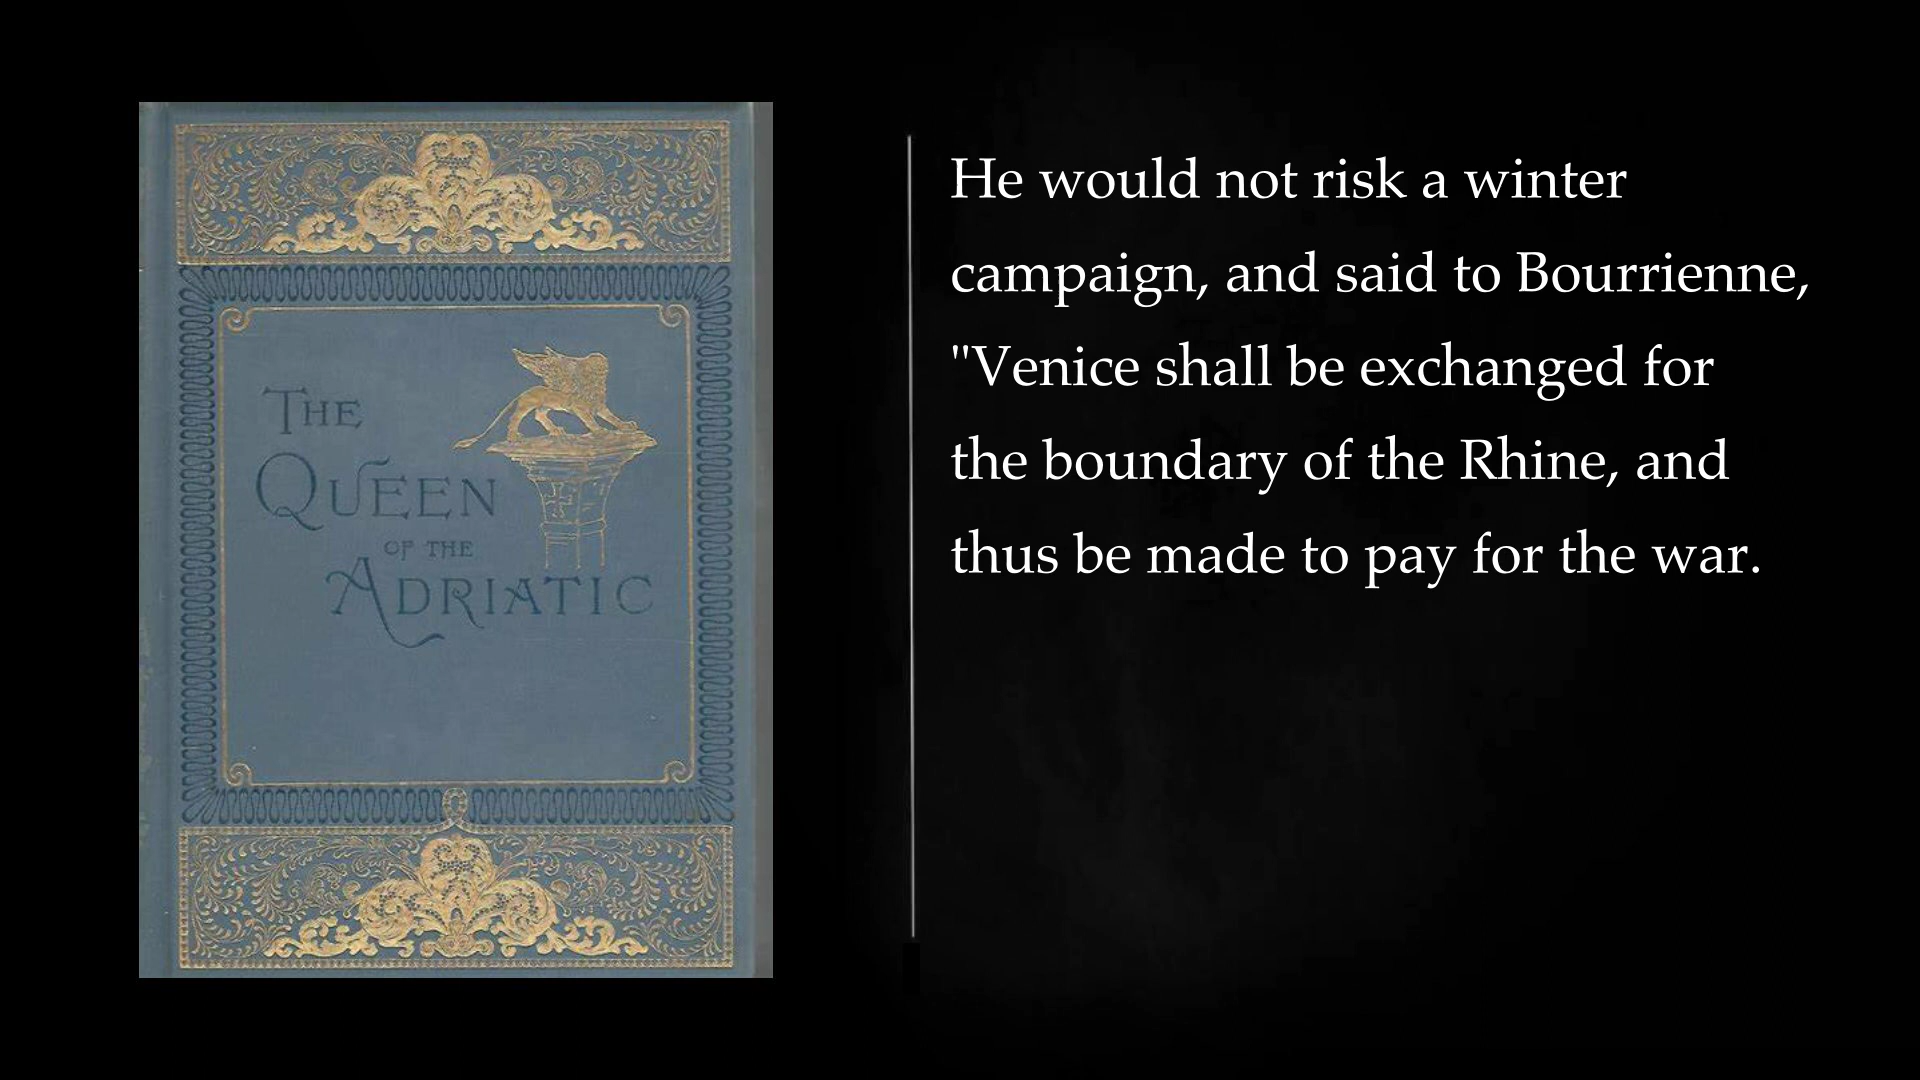 THE
QUEEN
OF THE
ADRIATIC
He would not risk a winter
campaign, and said to Bourrienne,
"Venice shall be exchanged for
the boundary of the Rhine, and
thus be made to pay for the war.